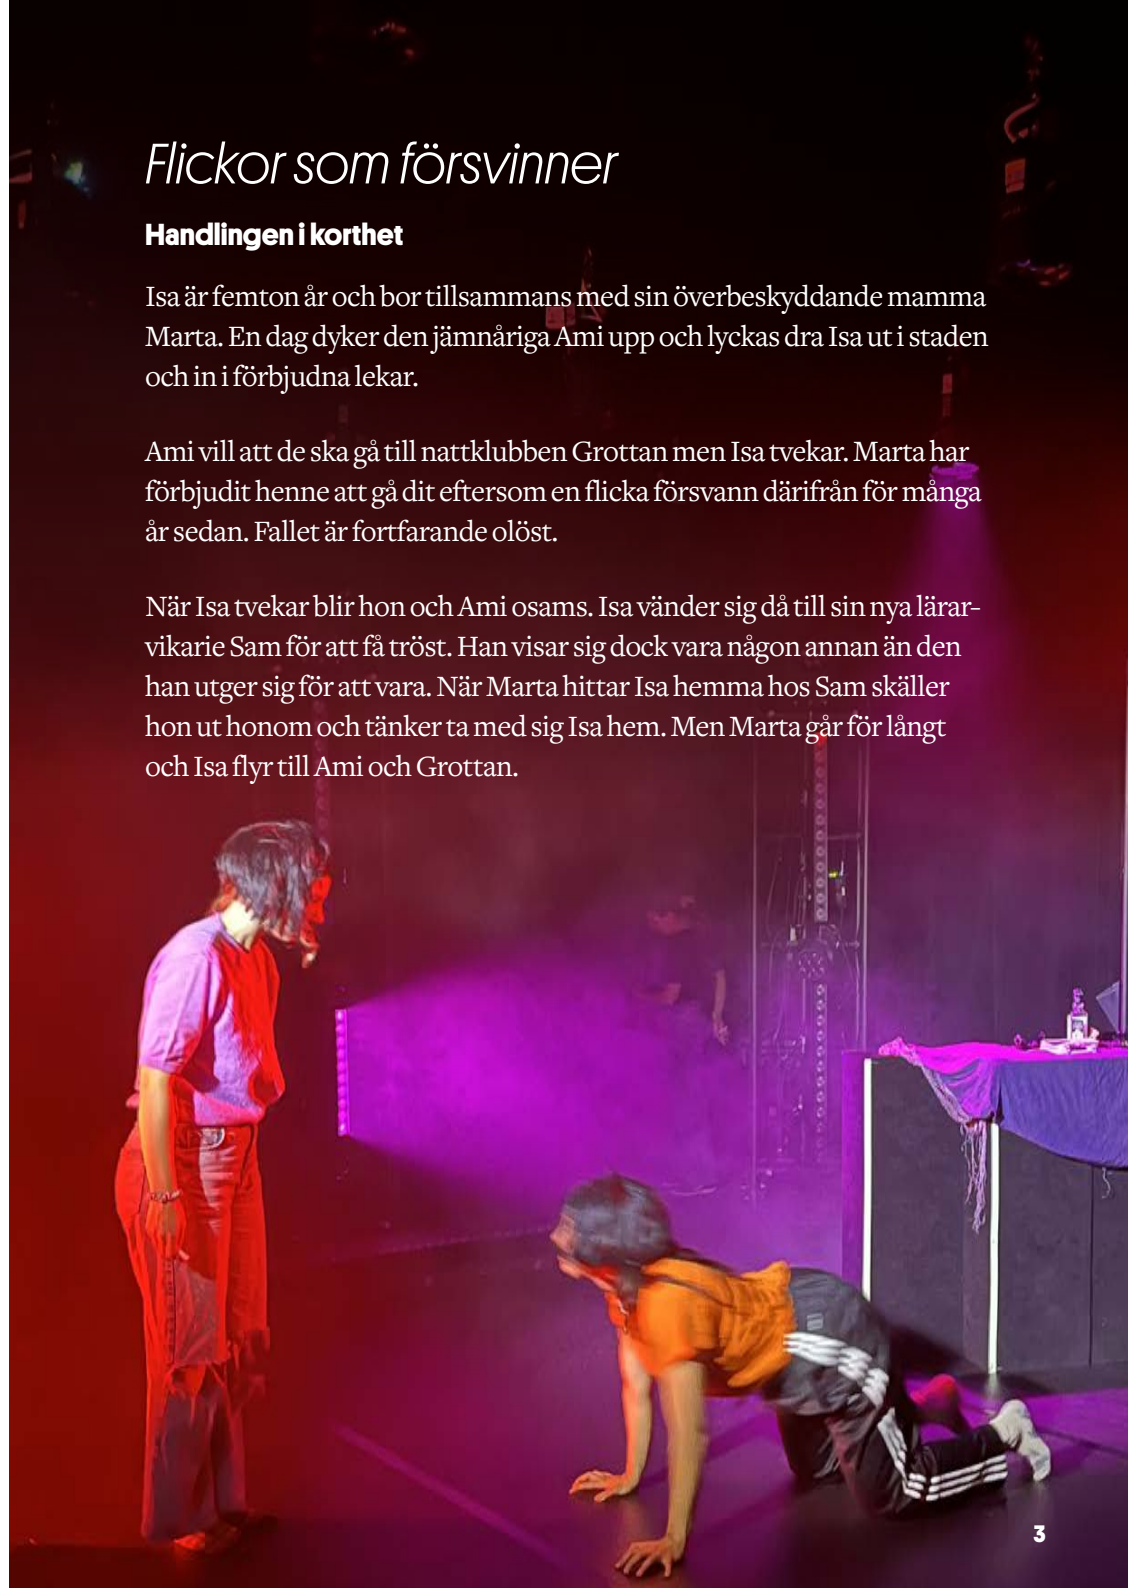 Flickor som försvinner
Handlingen i korthet
Isa är femton år och bor tillsammans med sin överbeskyddande mamma
Marta. En dag dyker den jämnåriga Ami upp och lyckas dra Isa ut i staden
och in i förbjudna lekar.
Ami vill att de ska gå till nattklubben Grottan men Isa tvekar. Marta har
förbjudit henne att gå dit eftersom en flicka försvann därifrån för många
år sedan. Fallet är fortfarande olöst.
När Isa tvekar blir hon och Ami osams. Isa vänder sig då till sin nya lärar-
vikarie Sam för att få tröst. Han visar sig dock vara någon annan än den
han utger sig för att vara. När Marta hittar Isa hemma hos Sam skäller
hon ut honom och tänker ta med sig Isa hem. Men Marta går för långt
och Isa flyr till Ami och Grottan.
3